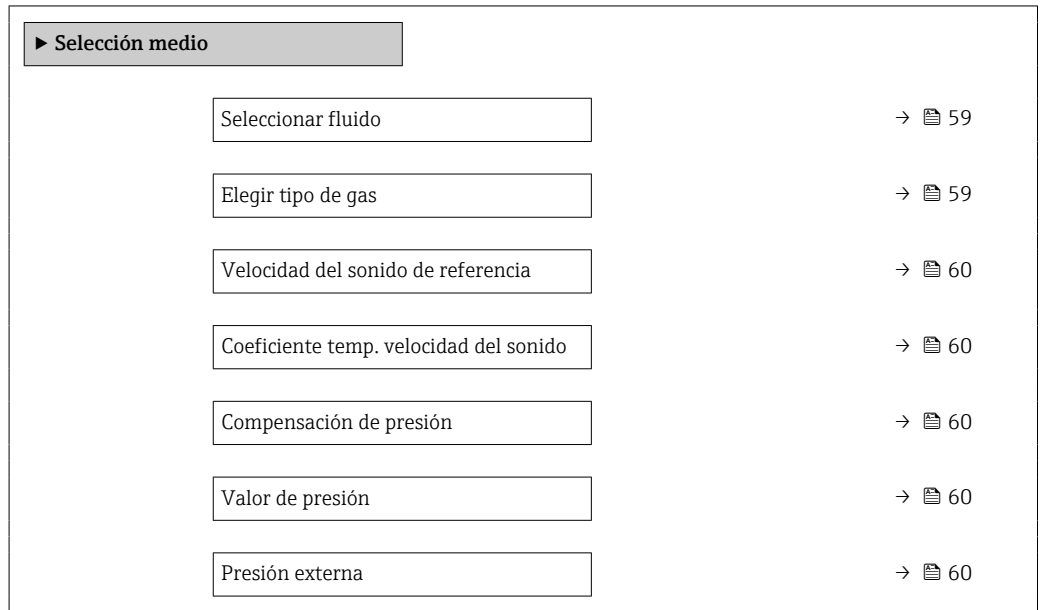 ▶ Selección medio
Seleccionar fluido → 59
Elegir tipo de gas → 59
Velocidad del sonido de referencia → 60
Coeficiente temp. velocidad del sonido → 60
Compensación de presión → 60
Valor de presión → 60
Presión externa → 60